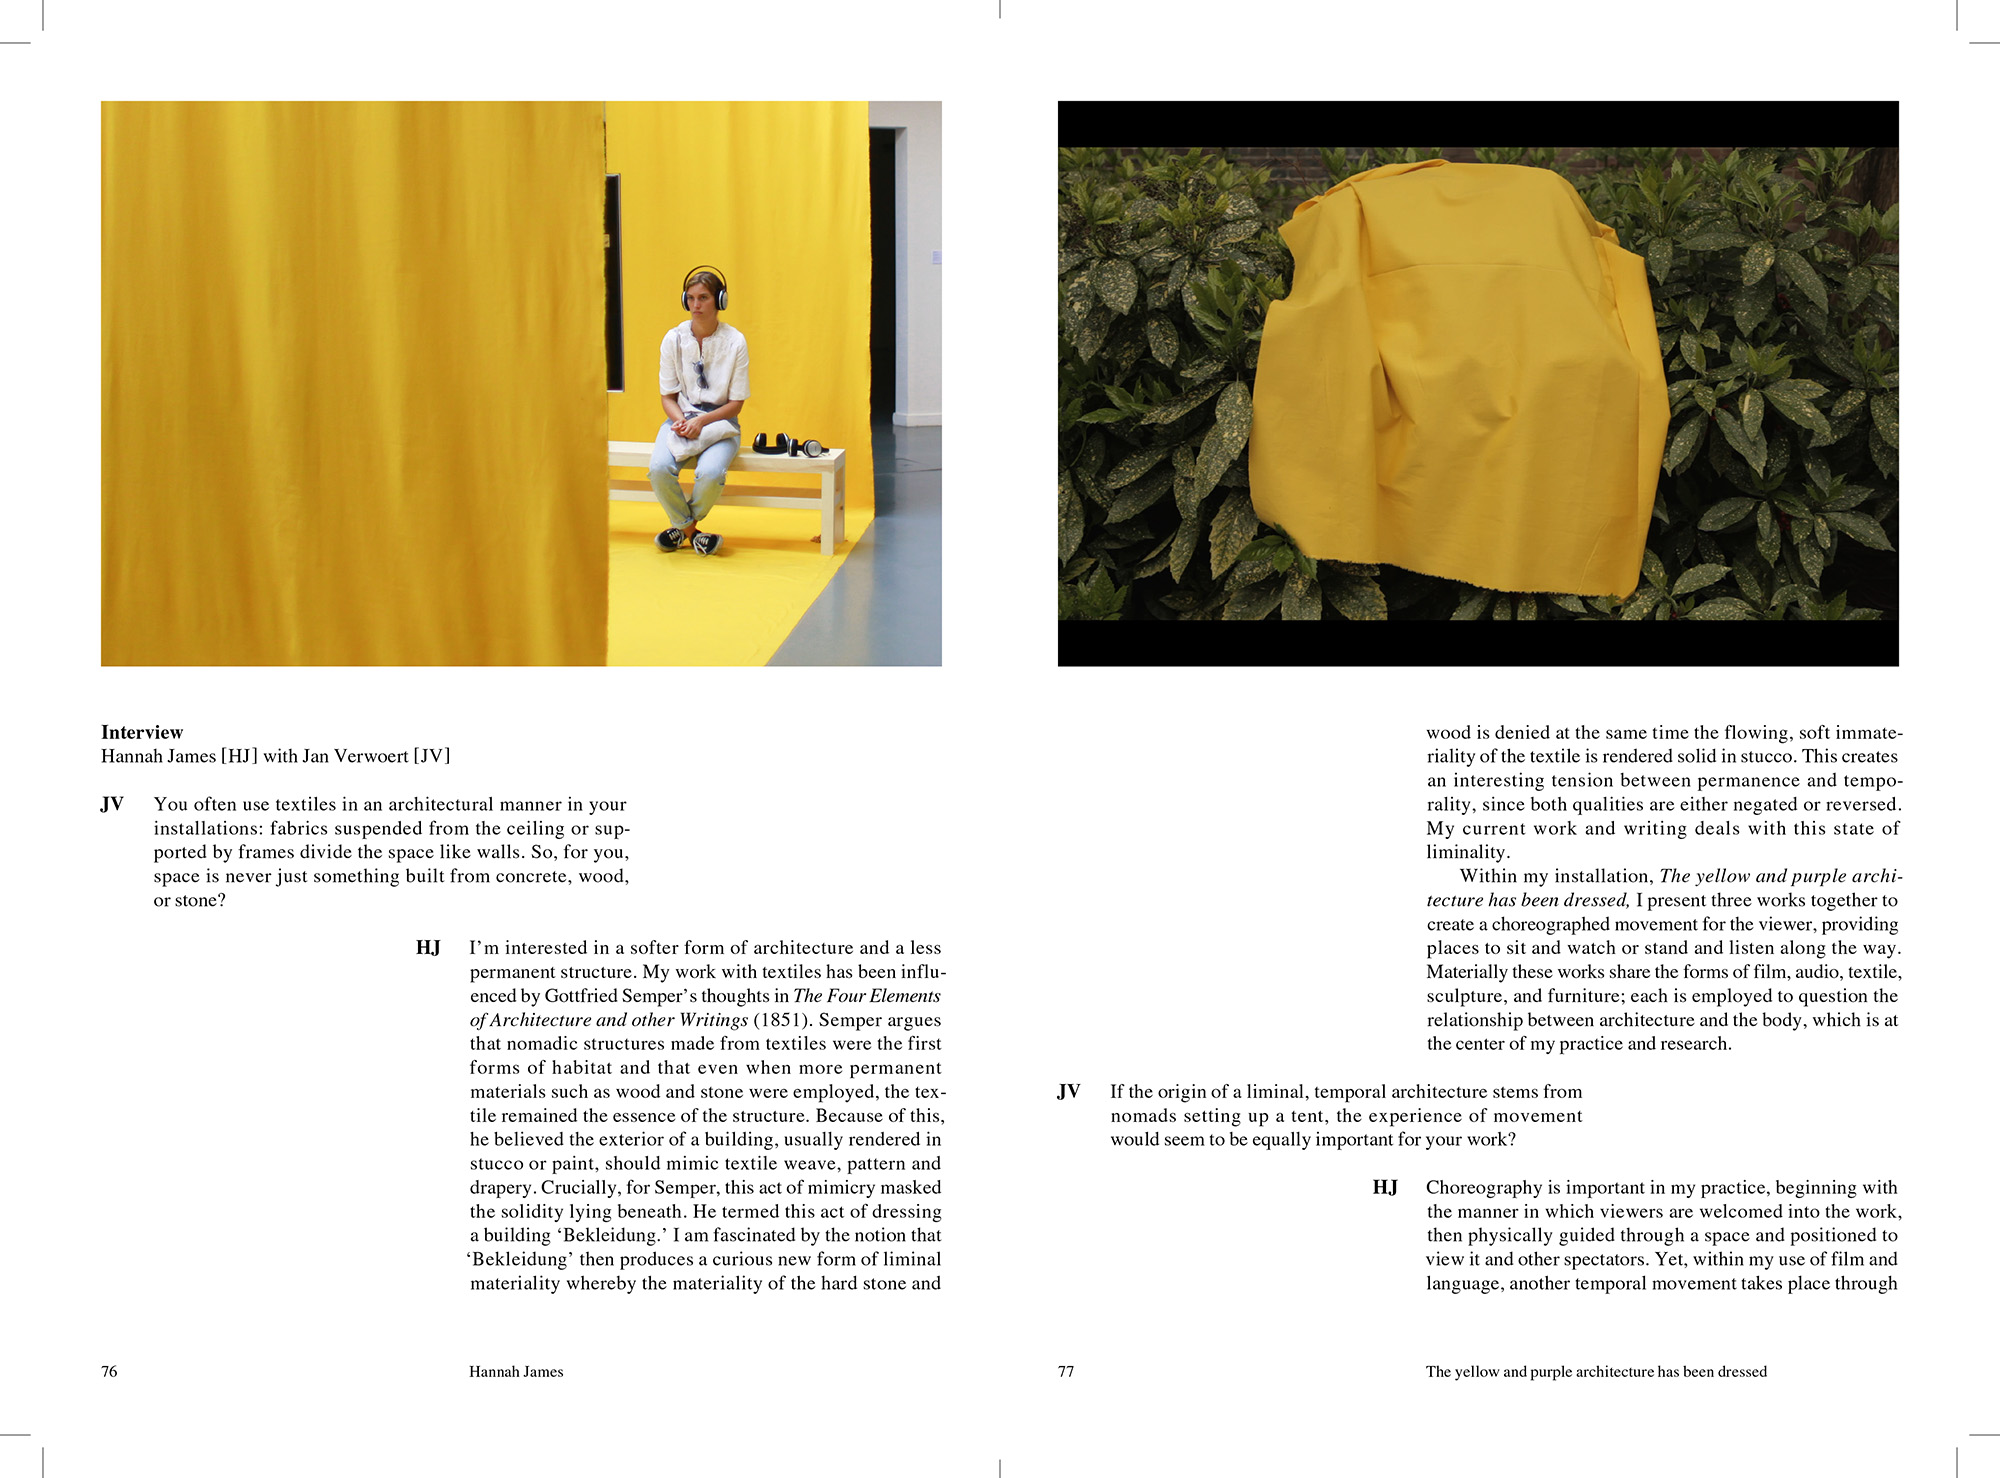 Interview
Hannah James [HJ] with Jan Verwoert [JV]
JV You often use textiles in an architectural manner in your
installations: fabrics suspended from the ceiling or sup-
ported by frames divide the space like walls. So, for you,
space is never just something built from concrete, wood,
or stone?
HJ I’m interested in a softer form of architecture and a less
permanent structure. My work with textiles has been influ-
enced by Gottfried Semper’s thoughts in The Four Elements
of Architecture and other Writings (1851). Semper argues
that nomadic structures made from textiles were the first
forms of habitat and that even when more permanent
materials such as wood and stone were employed, the tex-
tile remained the essence of the structure. Because of this,
he believed the exterior of a building, usually rendered in
stucco or paint, should mimic textile weave, pattern and
drapery. Crucially, for Semper, this act of mimicry masked
the solidity lying beneath. He termed this act of dressing
a building ‘Bekleidung.’ I am fascinated by the notion that
‘Bekleidung’ then produces a curious new form of liminal
materiality whereby the materiality of the hard stone and
76
Hannah James
wood is denied at the same time the flowing, soft immate-
riality of the textile is rendered solid in stucco. This creates
an interesting tension between permanence and tempo-
rality, since both qualities are either negated or reversed.
My current work and writing deals with this state of
liminality.
Within my installation, The yellow and purple archi-
tecture has been dressed, I present three works together to
create a choreographed movement for the viewer, providing
places to sit and watch or stand and listen along the way.
Materially these works share the forms of film, audio, textile,
sculpture, and furniture; each is employed to question the
relationship between architecture and the body, which is at
the center of my practice and research.
JV If the origin of a liminal, temporal architecture stems from
nomads setting up a tent, the experience of movement
would seem to be equally important for your work?
HJ Choreography is important in my practice, beginning with
the manner in which viewers are welcomed into the work,
then physically guided through a space and positioned to
view it and other spectators. Yet, within my use of film and
language, another temporal movement takes place through
77
The yellow and purple architecture has been dressed